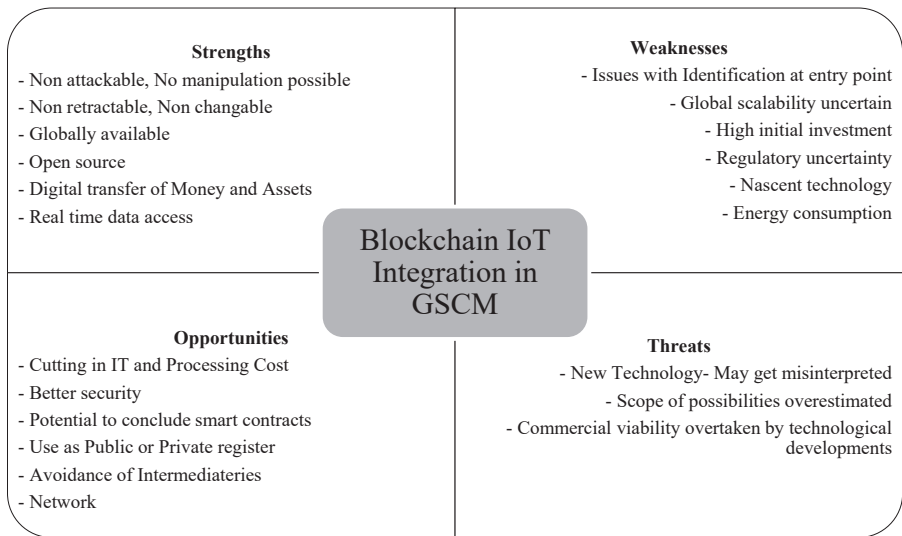 Strengths
- Non attackable, No manipulation possible
- Non retractable, Non changable
- Globally available
- Open source
- Digital transfer of Money and Assets
- Real time data access
Weaknesses
- Issues with Identification at entry point
- Global scalability uncertain
- High initial investment
- Regulatory uncertainty
- Nascent technology
- Energy consumption
Blockchain IoT
Integration in
GSCM
Opportunities
- Cutting in IT and Processing Cost
- Better security
- Potential to conclude smart contracts
- Use as Public or Private register
- Avoidance of Intermediateries
- Network
Threats
- New Technology- May get misinterpreted
- Scope of possibilities overestimated
- Commercial viability overtaken by technological
developments